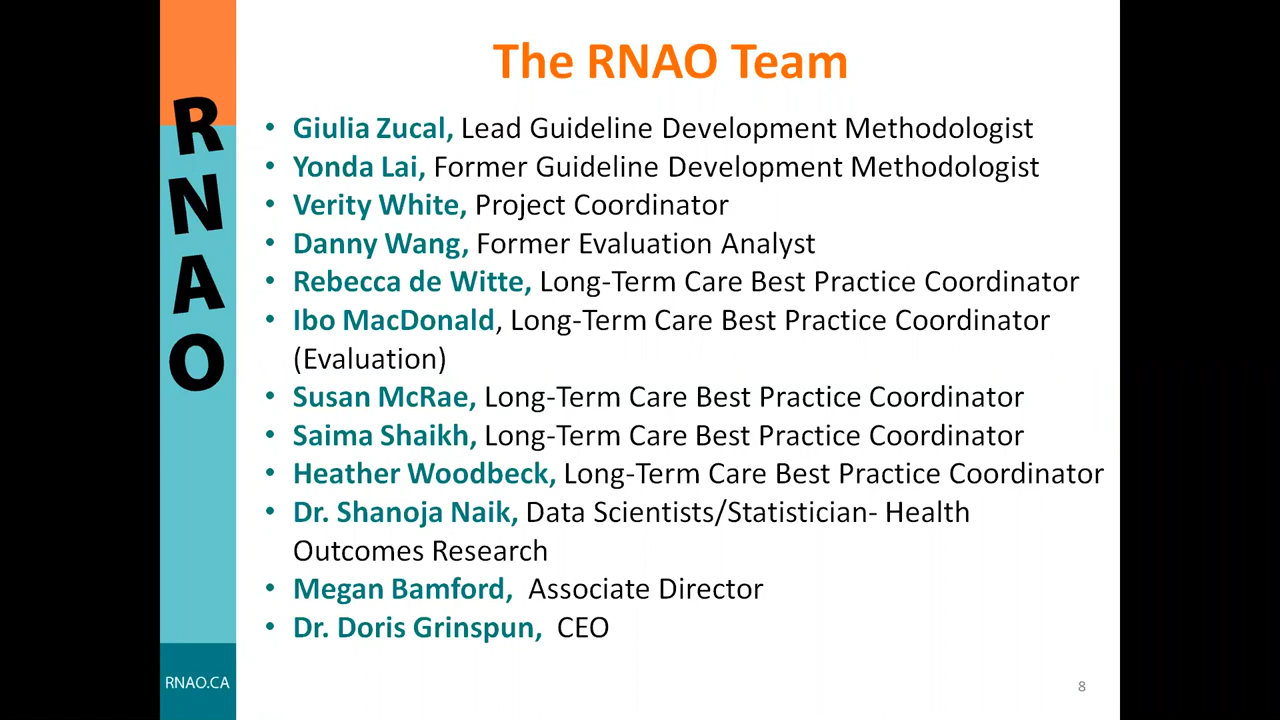 The RNAO Team
RNAO
• Giulia Zucal, Lead Guideline Development Methodologist
• Yonda Lai, Former Guideline Development Methodologist
• Verity White, Project Coordinator
• Danny Wang, Former Evaluation Analyst
• Rebecca de Witte, Long-Term Care Best Practice Coordinator
• Ibo MacDonald, Long-Term Care Best Practice Coordinator
(Evaluation)
• Susan McRae, Long-Term Care Best Practice Coordinator
• Saima Shaikh, Long-Term Care Best Practice Coordinator
• Heather Woodbeck, Long-Term Care Best Practice Coordinator
• Dr. Shanoja Naik, Data Scientists/Statistician- Health
Outcomes Research
• Megan Bamford, Associate Director
• Dr. Doris Grinspun, CEO
RNAO.CA
8